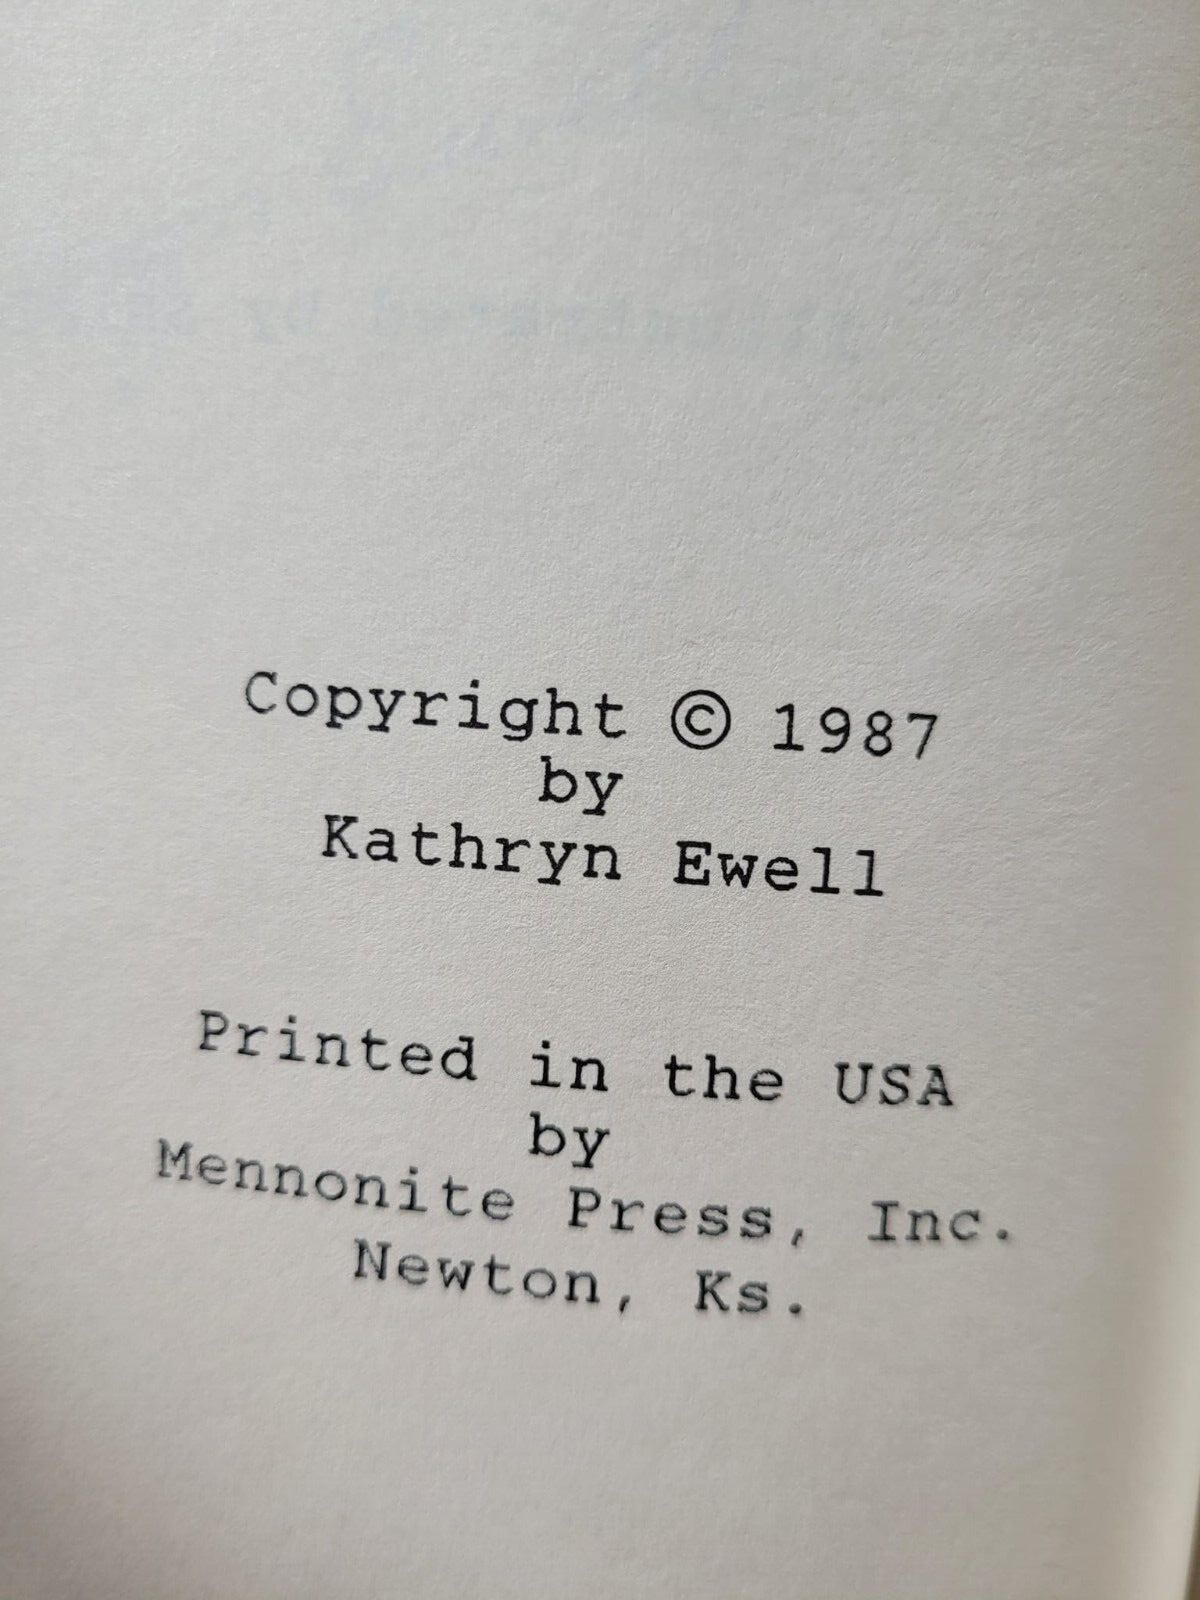 Copyright © 1987
by
Kathryn Ewell
Printed in the USA
by
Mennonite Press, Inc.
Newton, Ks.